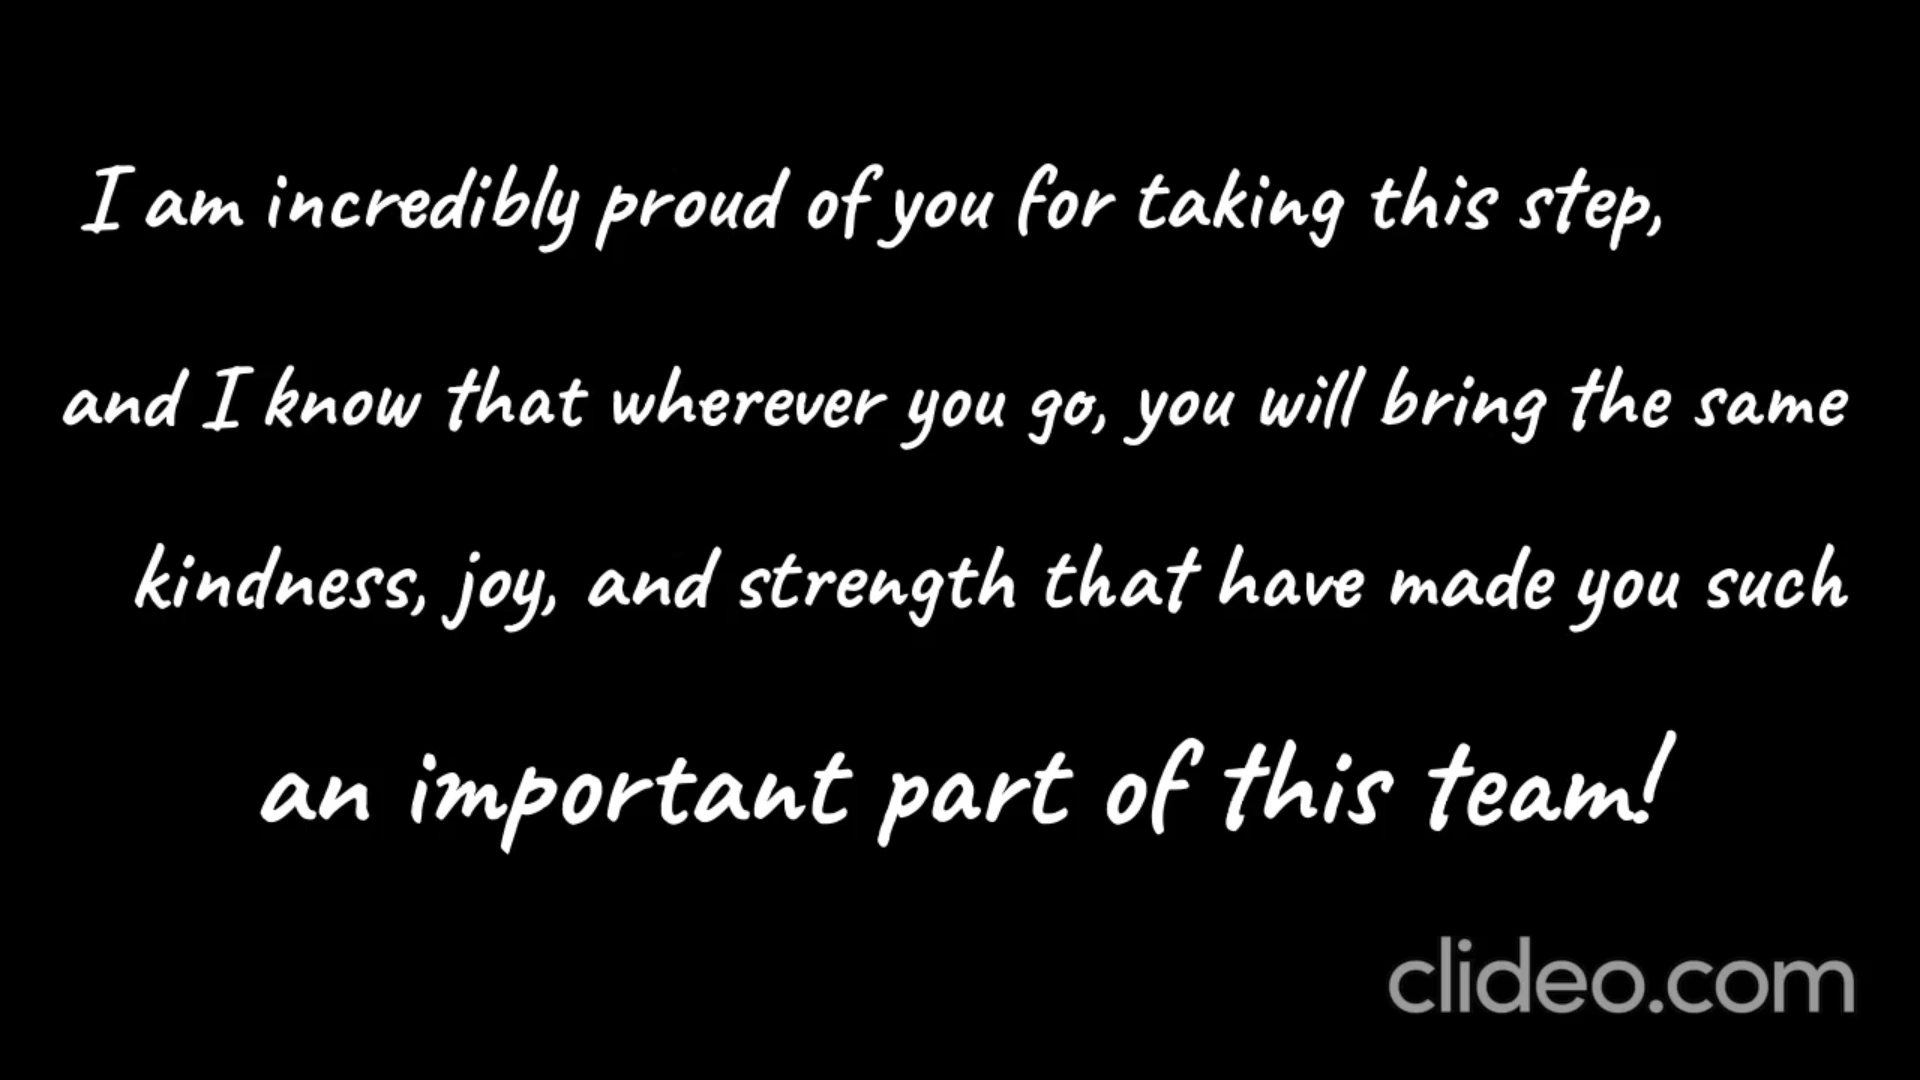 I am incredibly proud of you for taking this step,
and I know that wherever you go, you will bring the same
kindness, joy, and strength that have made you such
an important part of this team!
clideo.com